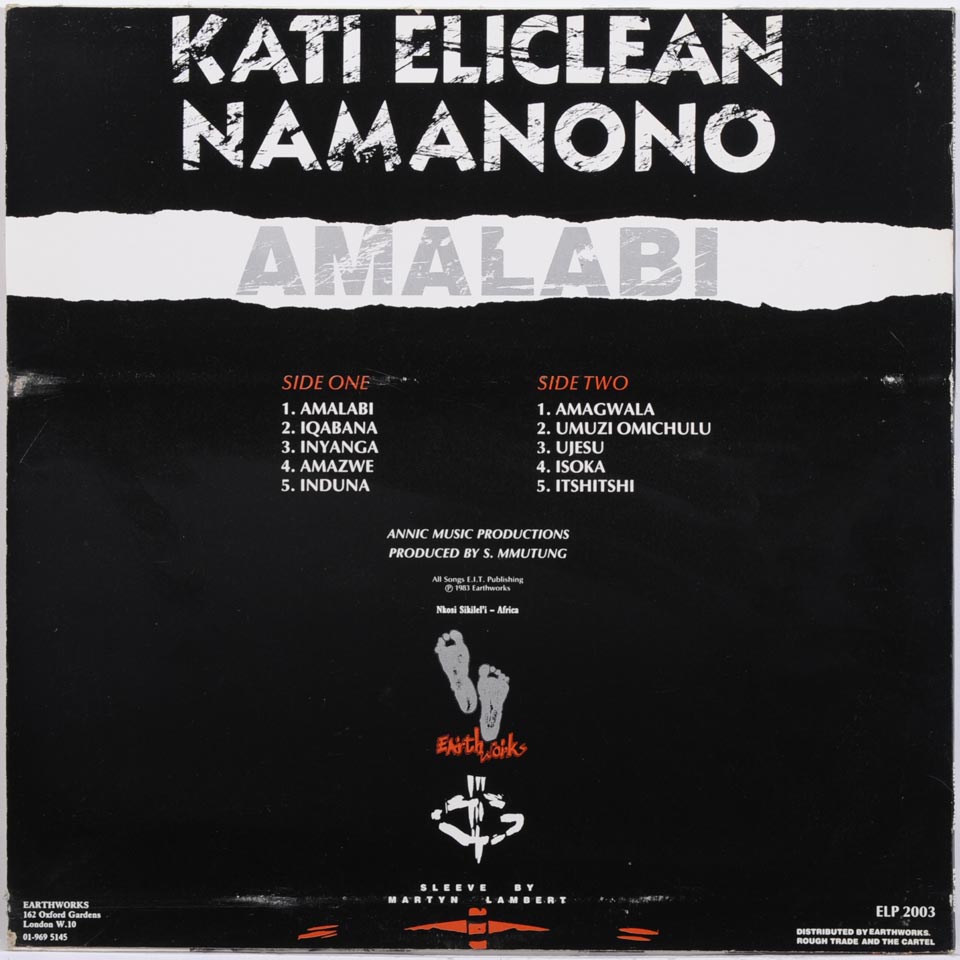 KATI ELICLEAN
NAMANONO
AMALABI
SIDE ONE
1. AMALABI
2. IQABANA
3. INYANGA
4. AMAZWE
5. INDUNA
SIDE TWO
1. AMAGWALA
2. UMUZI OMICHULU
3. UJESU
4. ISOKA
5. ITSHITSHI
ANNIC MUSIC PRODUCTIONS
PRODUCED BY S. MMUTUNG
All Songs E.I.T. Publishing
℗ 1983 Earthworks
Nkosi Sikilel'i – Africa
EArthworks
SLEEVE BY
MARTYN LAMBERT
EARTHWORKS
162 Oxford Gardens
London W.10
01-969 5145
ELP 2003
DISTRIBUTED BY EARTHWORKS.
ROUGH TRADE AND THE CARTEL